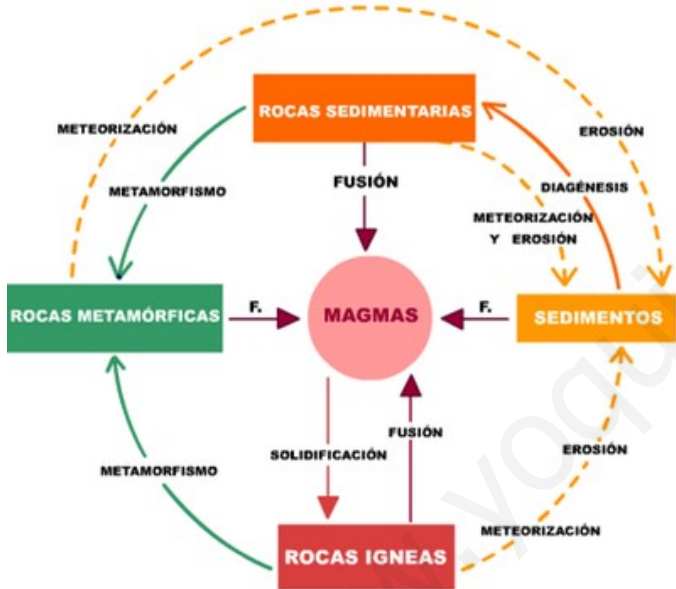 ROCAS SEDIMENTARIAS
METEORIZACIÓN
EROSIÓN
FUSIÓN
METAMORFISMO
DIAGÉNESIS
METEORIZACIÓN
Y EROSIÓN
ROCAS METAMÓRFICAS
F.
MAGMAS
F.
SEDIMENTOS
FUSIÓN
SOLIDIFICACIÓN
EROSIÓN
METAMORFISMO
METEORIZACIÓN
ROCAS IGNEAS